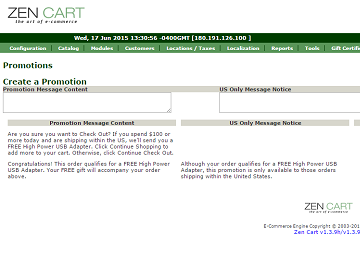 ZEN CART
the art of e-commerce
Wed, 17 Jun 2015 13:30:56 -0400GMT [180.191.126.100 ]
Configuration | Catalog | Modules | Customers | Locations / Taxes | Localization | Reports | Tools | Gift Certifi
Promotions
Create a Promotion
Promotion Message Content US Only Message Notice
Promotion Message Content US Only Message Notice
Are you sure you want to Check Out? If you spend $100 or
more today and are shipping within the US, we'll send you a
FREE High Power USB Adapter. Click Continue Shopping to
add more to your cart. Otherwise, click Continue Check Out.
Congratulations! This order qualifies for a FREE High Power
USB Adapter. Your FREE gift will accompany your order
above.
Although your order qualifies for a FREE High Power USB
Adapter, this promotion is only available to those orders
shipping within the United States.
ZEN CART
the art of e-commerce
E-Commerce Engine Copyright © 2003-201
Zen Cart v1.3.9h/v1.3.9